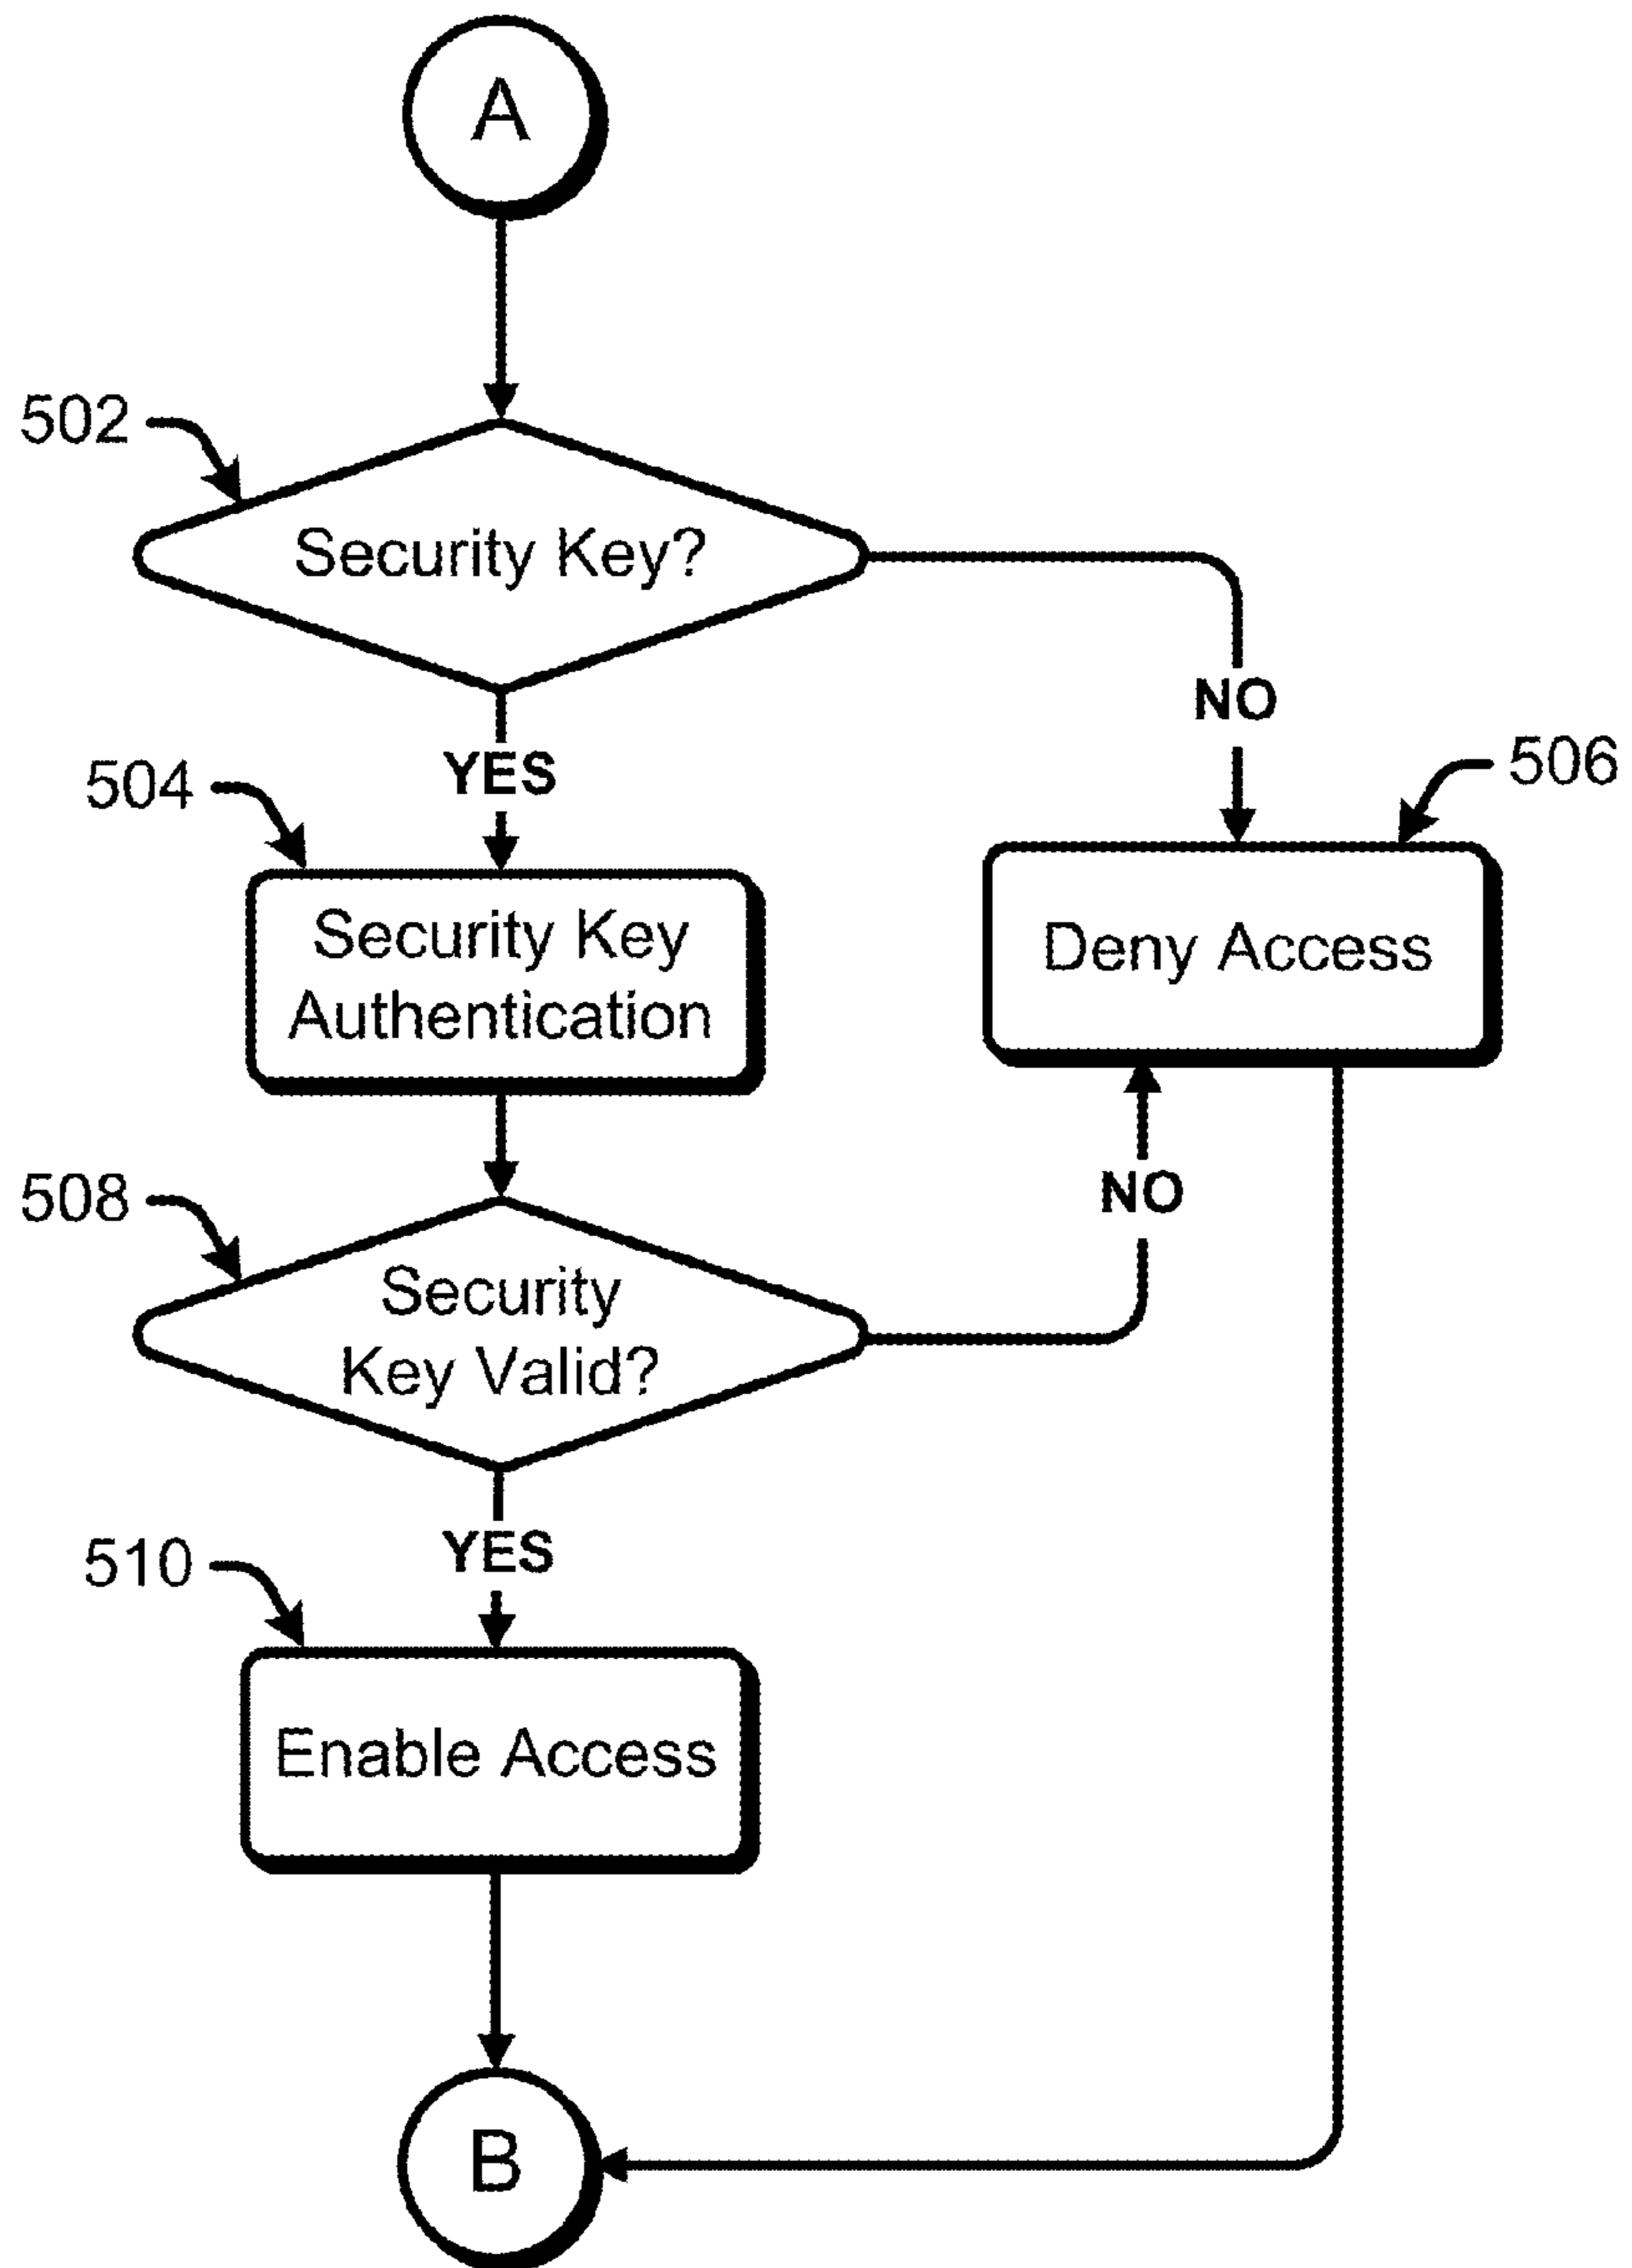 A
502
Security Key?
NO
YES
504
506
Security Key
Authentication
Deny Access
NO
508
Security
Key Valid?
YES
510
Enable Access
B